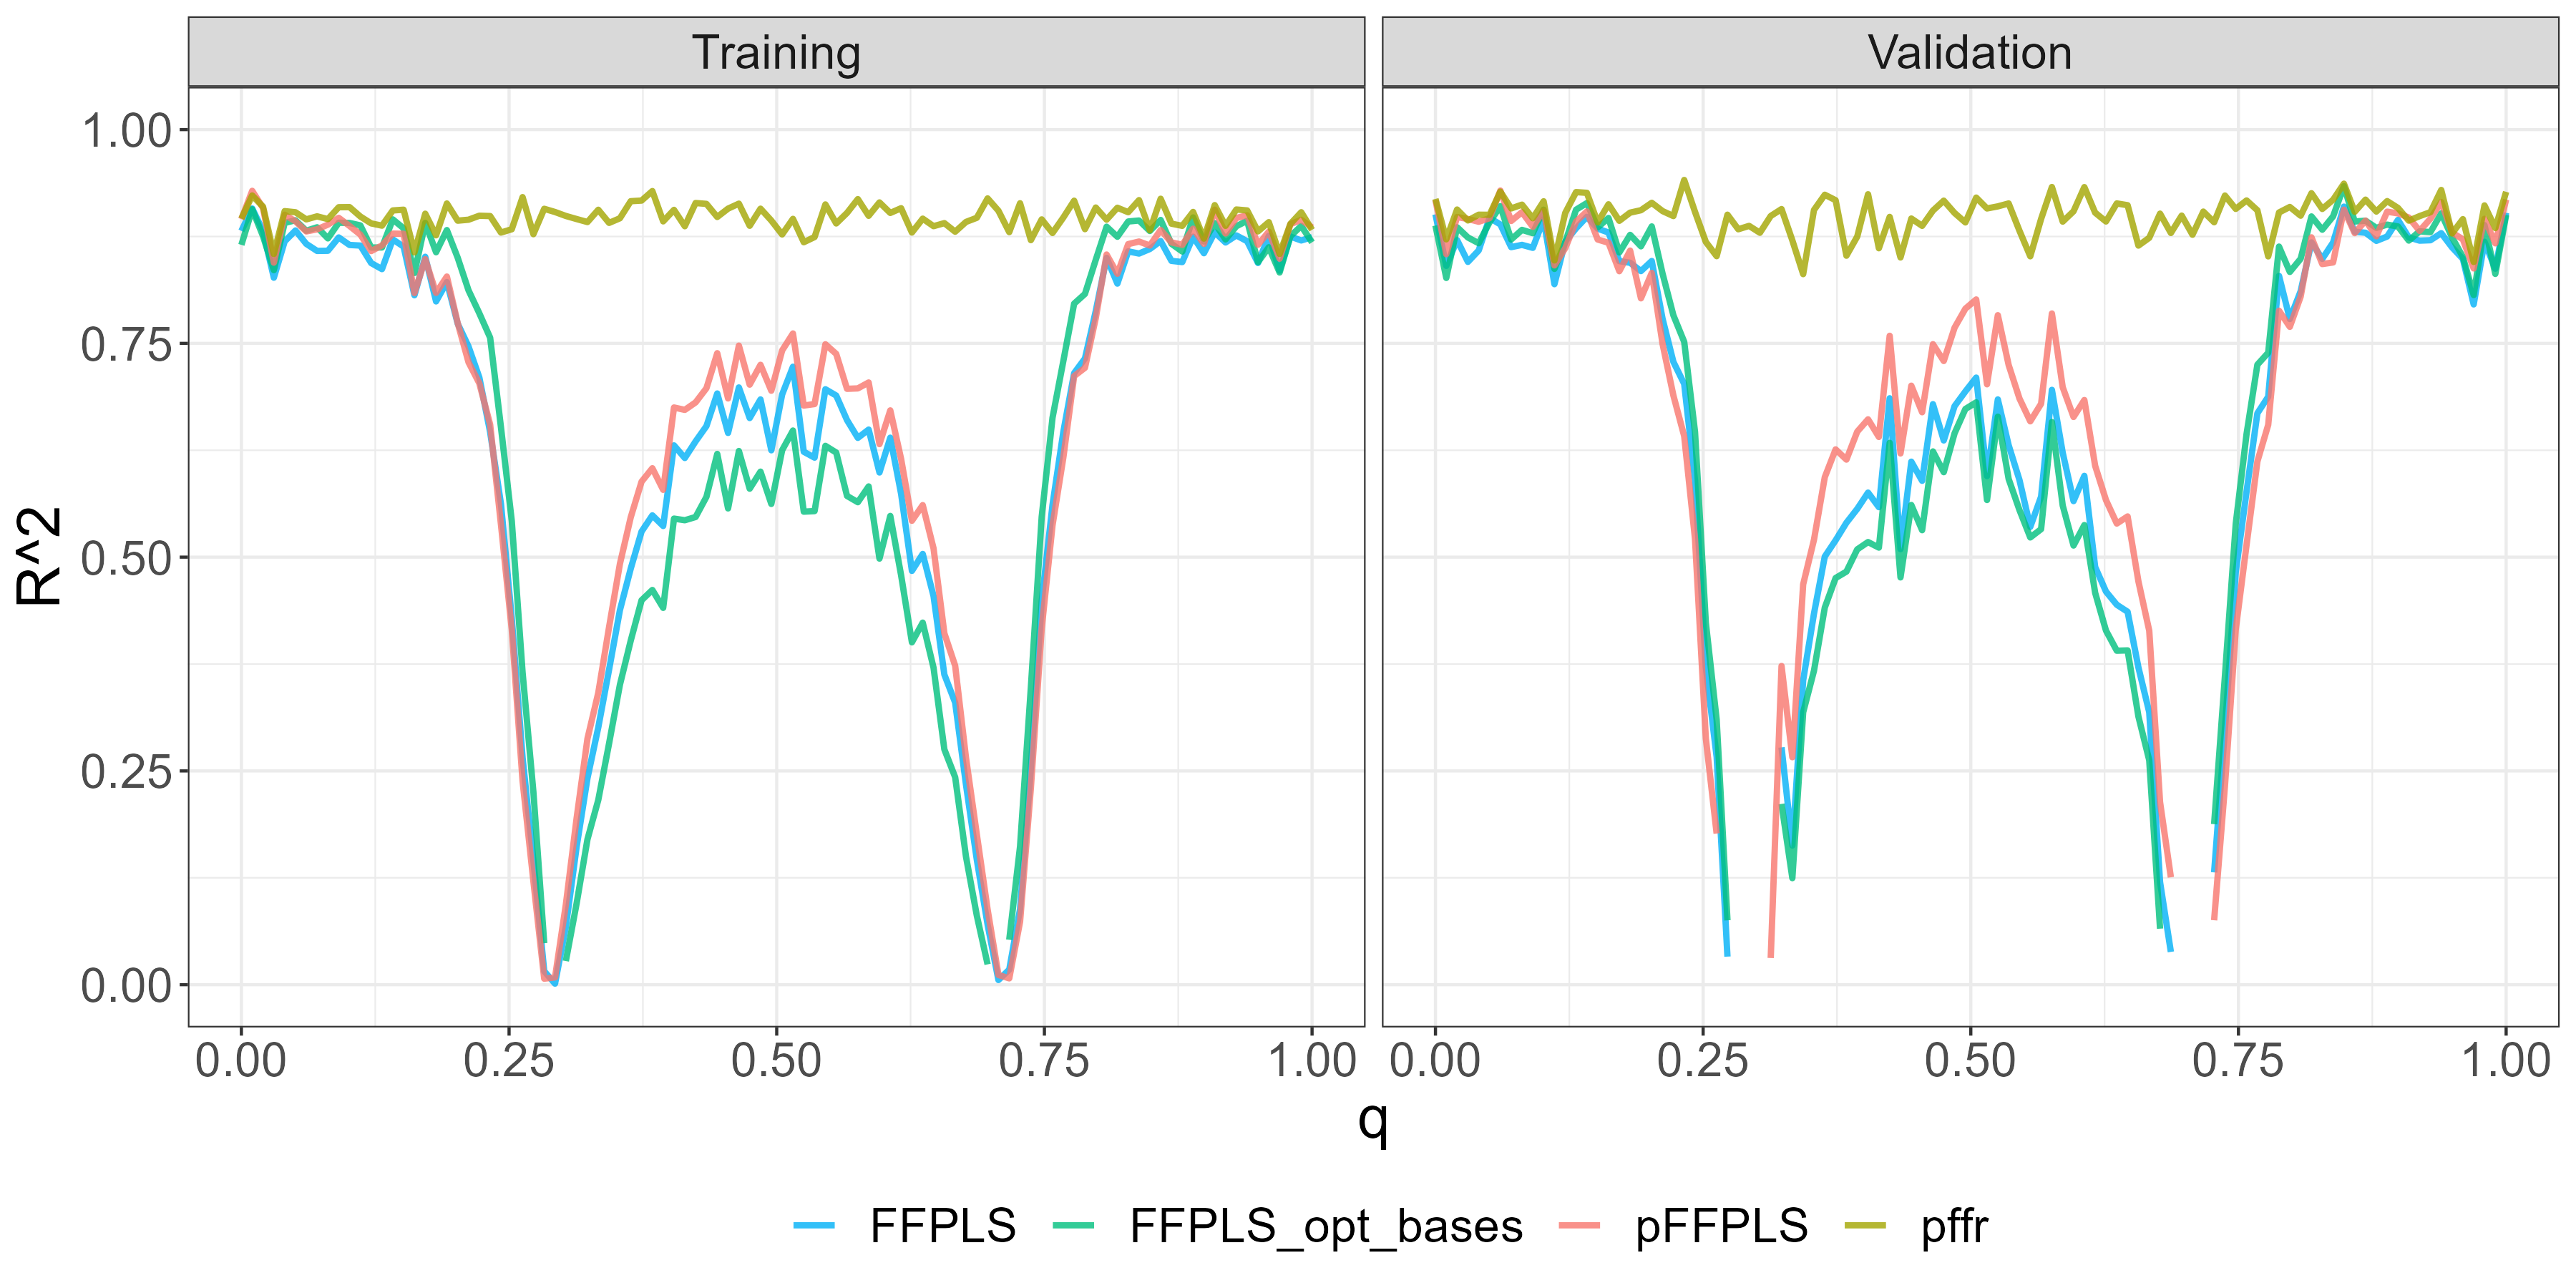 Training Validation
1.00
0.75
0.50
0.25
0.00
R^2
0.00 0.25 0.50 0.75 1.00 0.00 0.25 0.50 0.75 1.00
q
FFPLS FFPLS_opt_bases pFFPLS pffr